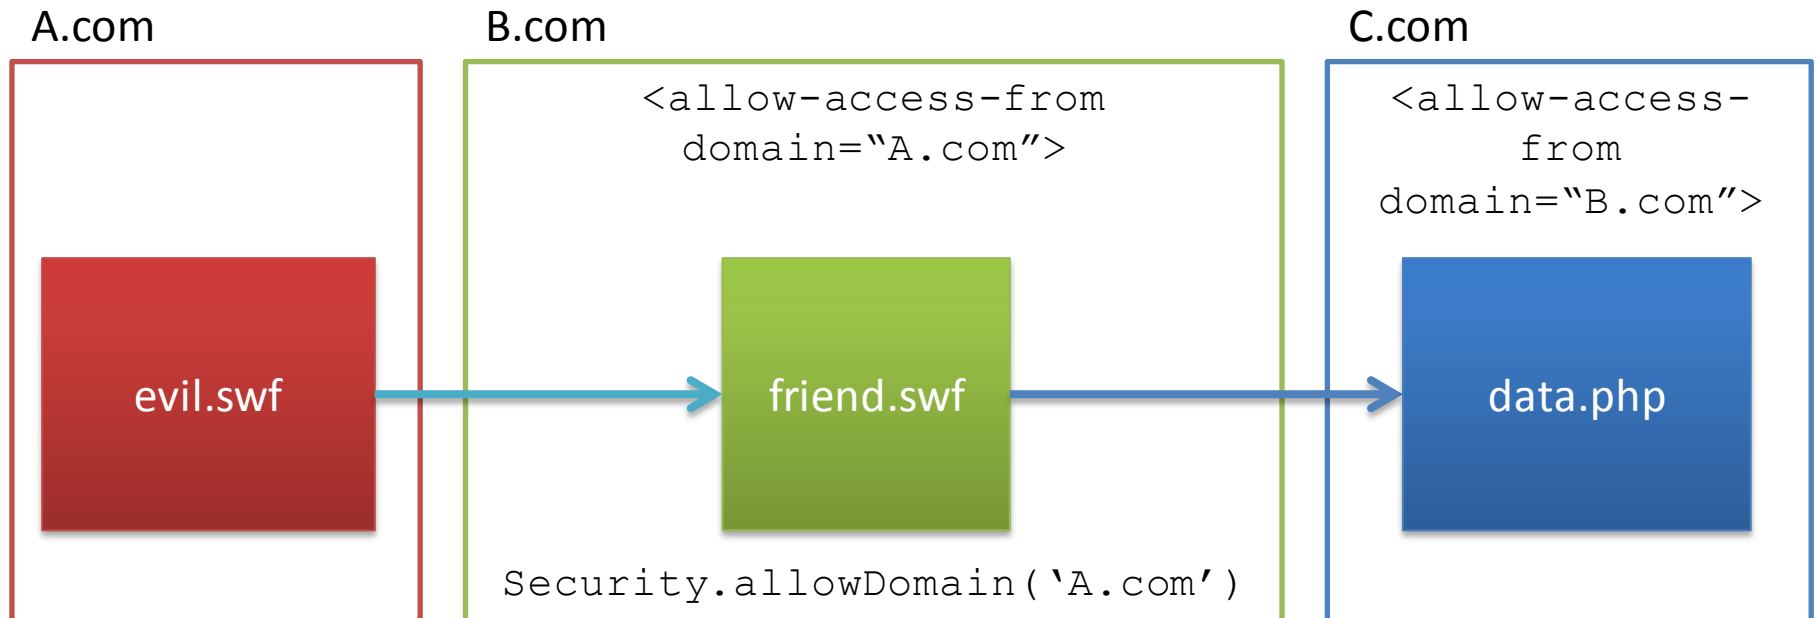 A.com
B.com
C.com
<allow-access-from
domain=“A.com”>
<allow-access-
from
domain=“B.com”>
evil.swf
friend.swf
data.php
Security.allowDomain(‘A.com’)